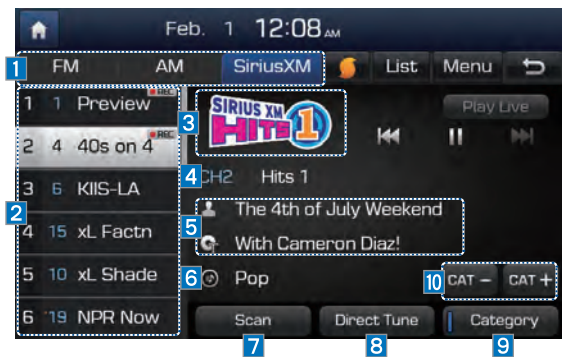 Feb. 1 12:08 AM
1 FM AM SiriusXM List Menu
1 1 Preview REC
2 4 40s on 4 REC
3 6 KIIS-LA
2
4 15 xL Factn
5 10 xL Shade
6 19 NPR Now
3 SIRIUS XM HITS 1
Play Live
4 CH2 Hits 1
5 The 4th of July Weekend
With Cameron Diaz!
6 Pop
10 CAT - CAT +
Scan Direct Tune Category
7 8 9